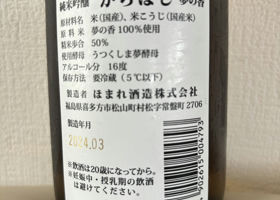 純米吟醸 からはし 夢の香
原材料名 米(国産)、米こうじ(国産米)
原料米 夢の香100%使用
精米歩合 50%
使用酵母 うつくしま夢酵母
アルコール分 16度
保存方法 要冷蔵(5℃以下)
製造者 ほまれ酒造株式会社
福島県喜多方市松山町村松字常盤町2706
製造年月
2024.03
※飲酒は20歳になってから。
※妊娠中・授乳期の飲酒
は避けてください。
4902615004793